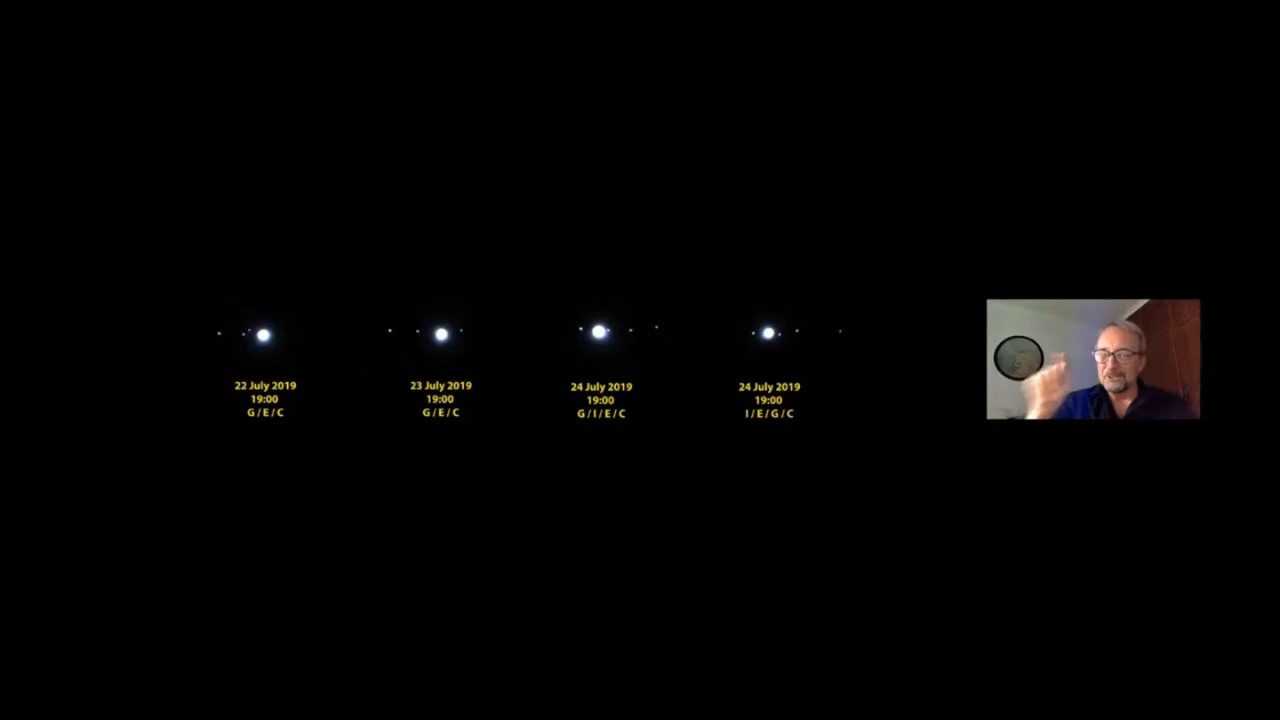 22 July 2019
19:00
G / E / C
23 July 2019
19:00
G / E / C
24 July 2019
19:00
G / I / E / C
24 July 2019
19:00
I / E / G / C